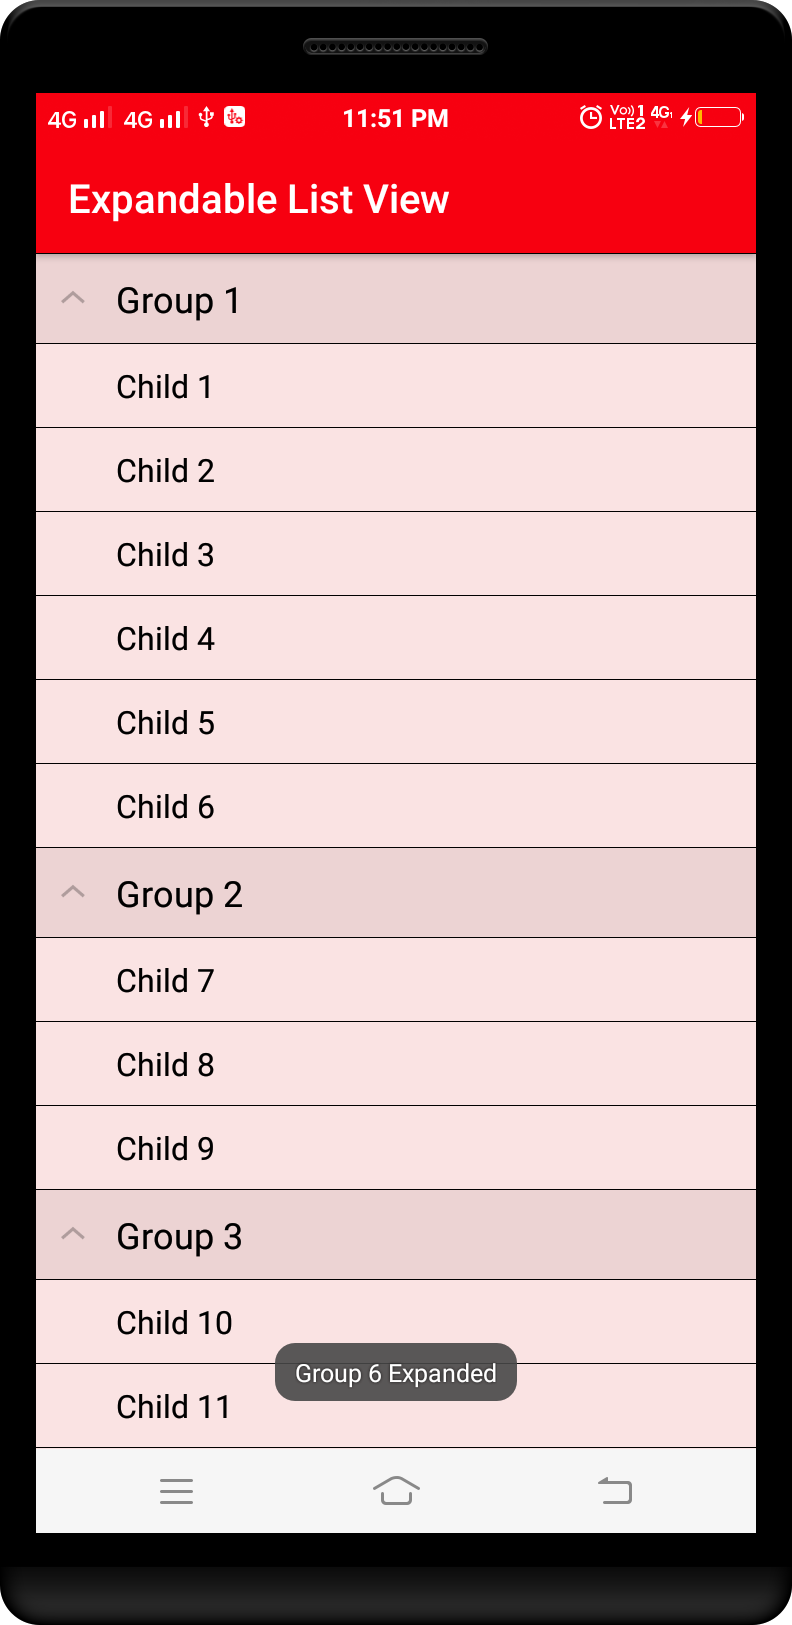 4G 4G 11:51 PM Vo)) 1 LTE2 4G
Expandable List View
Group 1
Child 1
Child 2
Child 3
Child 4
Child 5
Child 6
Group 2
Child 7
Child 8
Child 9
Group 3
Child 10
Group 6 Expanded
Child 11